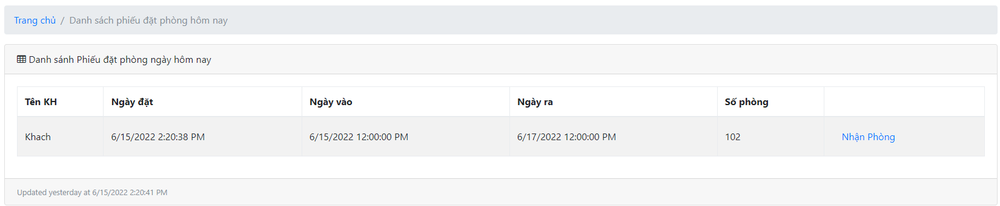 Trang chủ / Danh sách phiếu đặt phòng hôm nay
Danh sánh Phiếu đặt phòng ngày hôm nay
Tên KH Ngày đặt Ngày vào Ngày ra Số phòng
Khach 6/15/2022 2:20:38 PM 6/15/2022 12:00:00 PM 6/17/2022 12:00:00 PM 102 Nhận Phòng
Updated yesterday at 6/15/2022 2:20:41 PM